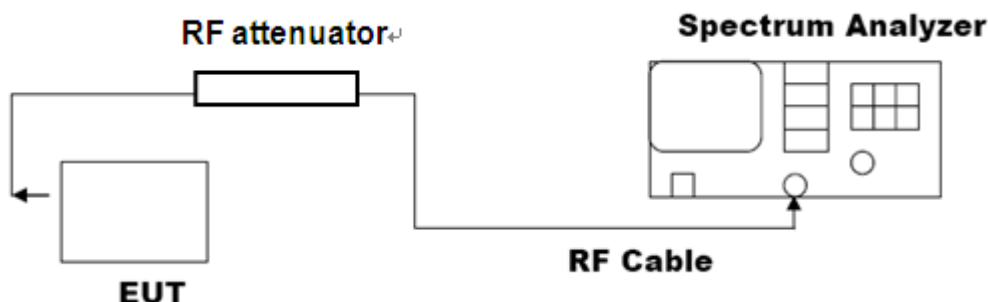 RF attenuator↵
Spectrum Analyzer
RF Cable
EUT